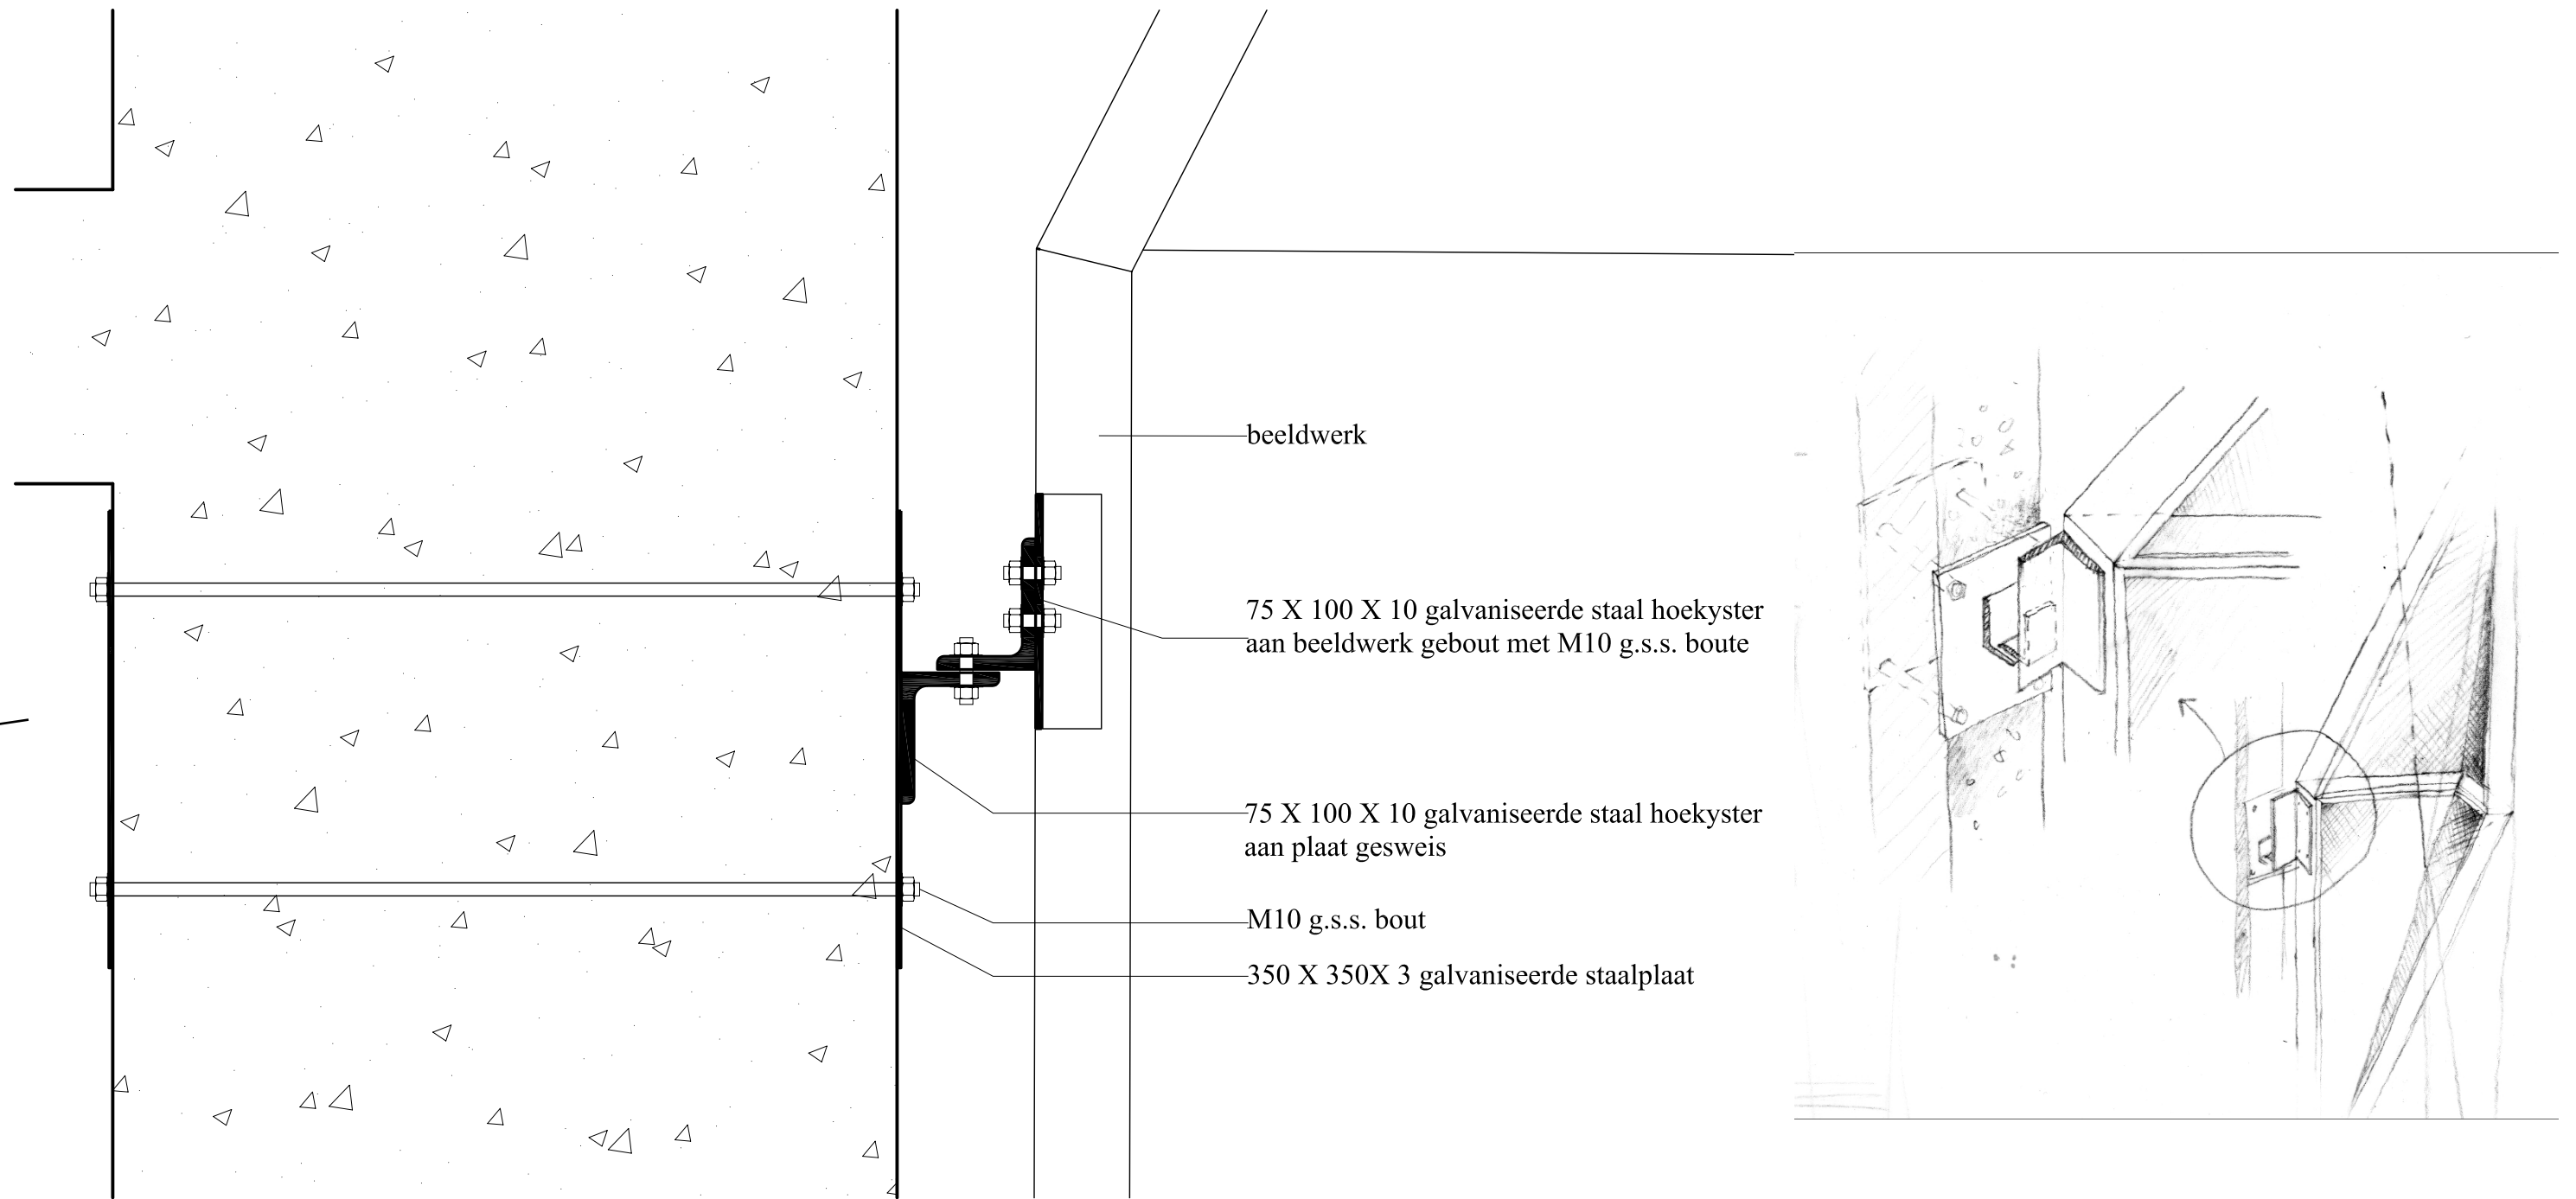 beeldwerk
75 X 100 X 10 galvaniseerde staal hoekyster
aan beeldwerk gebout met M10 g.s.s. boute
75 X 100 X 10 galvaniseerde staal hoekyster
aan plaat gesweis
M10 g.s.s. bout
350 X 350X 3 galvaniseerde staalplaat